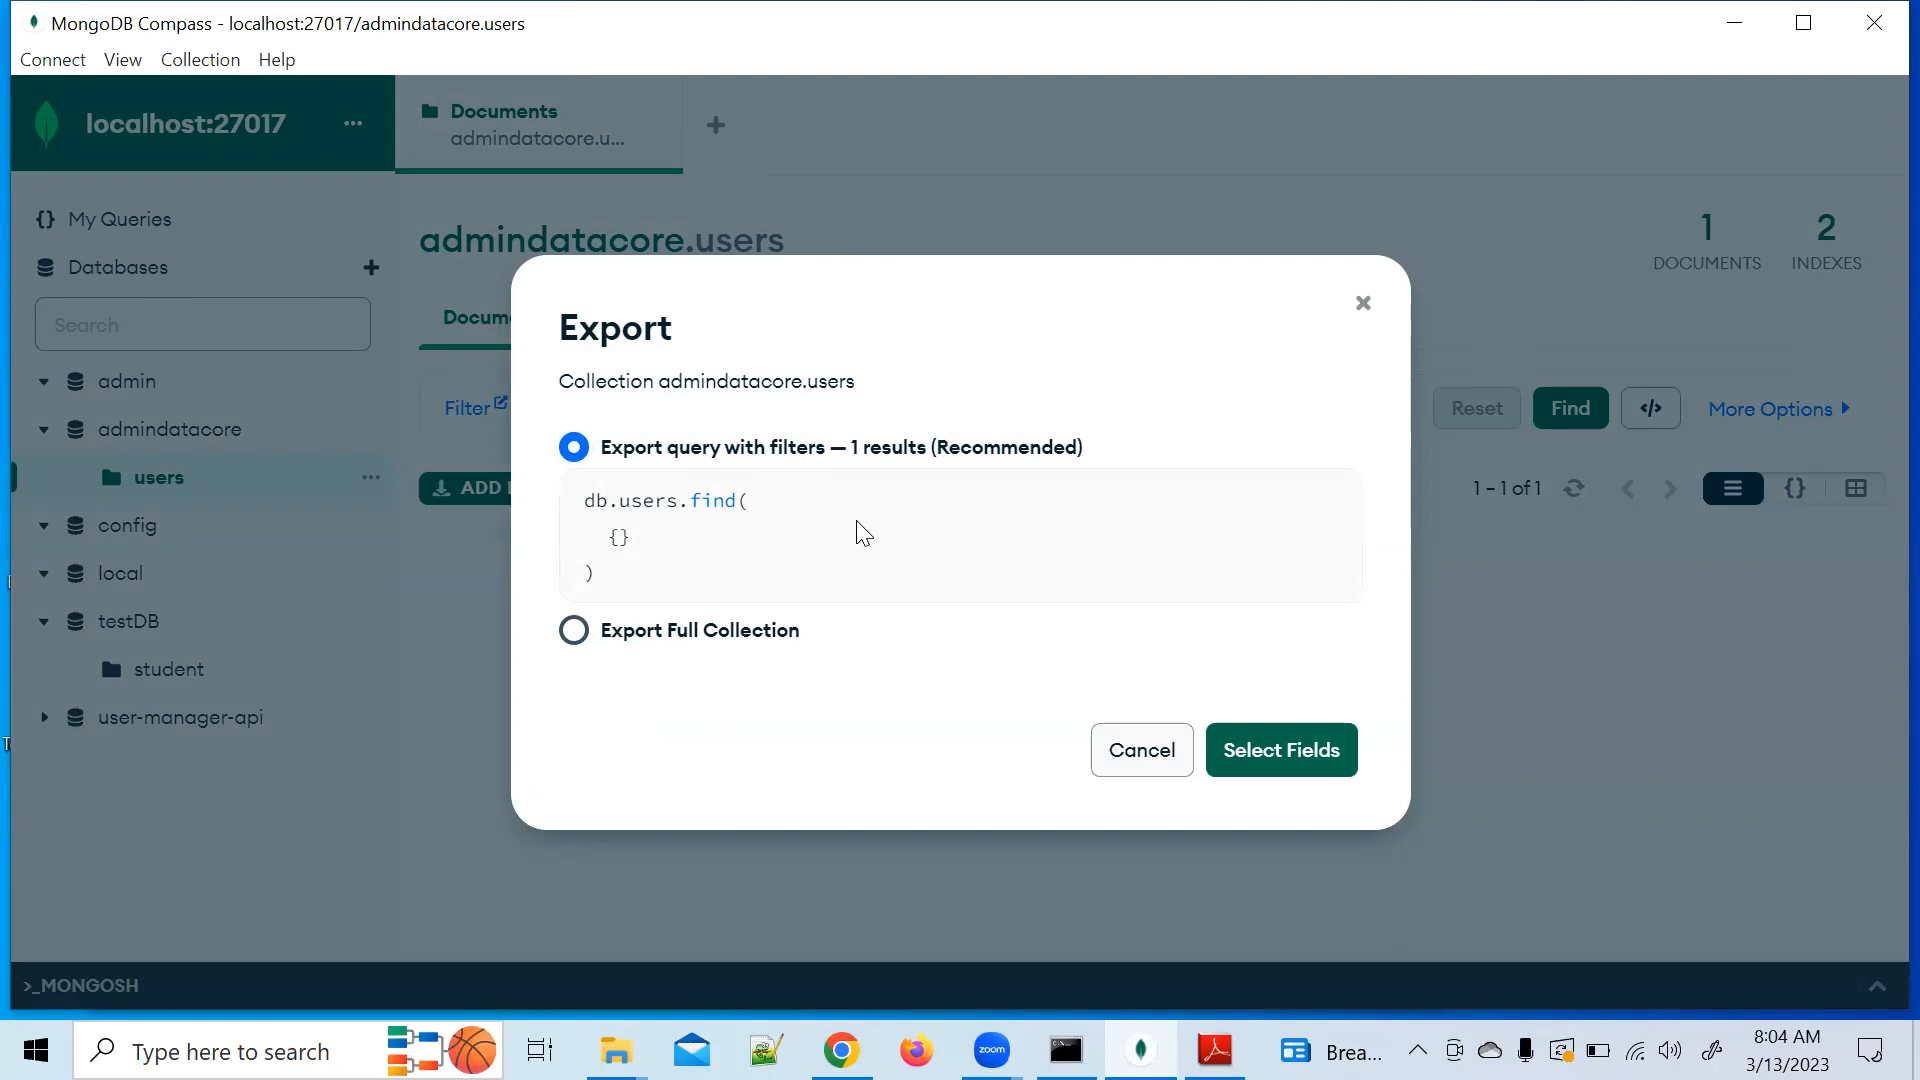 MongoDB Compass - localhost:27017/admindatacore.users
Connect View Collection Help
localhost:27017 ...
Documents
admindatacore.u...
My Queries
Databases
Search
admin
admindatacore
users
config
local
testDB
student
user-manager-api
admindatacore.users
1
DOCUMENTS
2
INDEXES
Docum
Filter
Reset
Find
</>
More Options
ADD
1 – 1 of 1
{}
Export
Collection admindatacore.users
Export query with filters — 1 results (Recommended)
db.users.find(
{}
)
Export Full Collection
Cancel
Select Fields
>_MONGOSH
Type here to search
zoom
Brea...
8:04 AM
3/13/2023